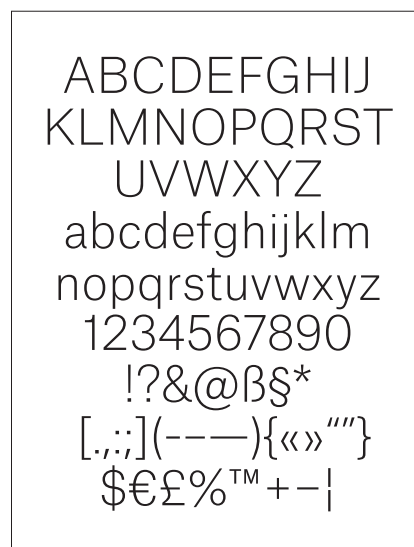 ABCDEFGHIJ
KLMNOPQRST
UVWXYZ
abcdefghijklm
nopqrstuvwxyz
1234567890
!?&@ß§*
[.,:;](-–—){«»“”}
$€£%™+−¦